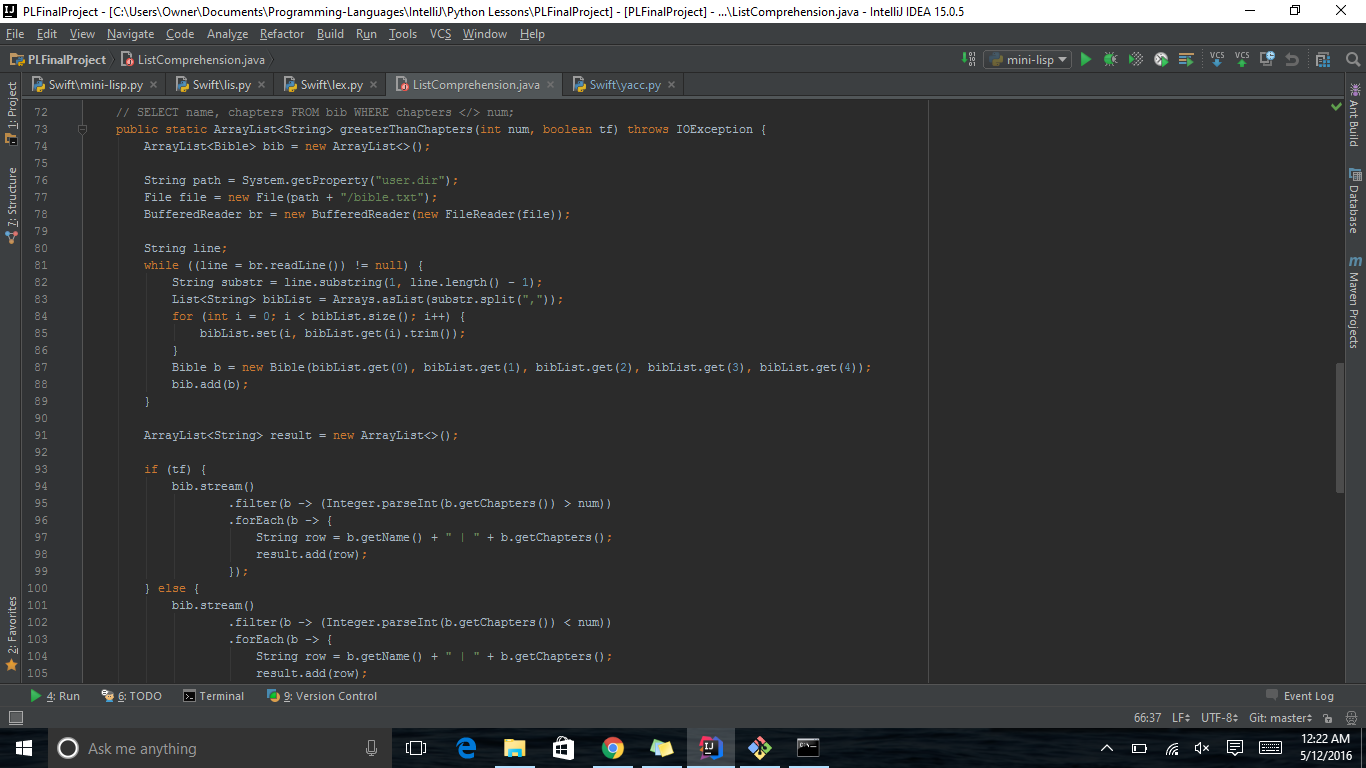 PLFinalProject - [C:\Users\Owner\Documents\Programming-Languages\IntelliJ\Python Lessons\PLFinalProject] - [PLFinalProject] - ...\ListComprehension.java - IntelliJ IDEA 15.0.5
File Edit View Navigate Code Analyze Refactor Build Run Tools VCS Window Help
PLFinalProject ListComprehension.java mini-lisp VCS VCS
Swift\mini-lisp.py Swift\lis.py Swift\lex.py ListComprehension.java Swift\yacc.py
1: Project
7: Structure
2: Favorites
72 // SELECT name, chapters FROM bib WHERE chapters </> num;
73 public static ArrayList<String> greaterThanChapters(int num, boolean tf) throws IOException {
74 ArrayList<Bible> bib = new ArrayList<>();
75
76 String path = System.getProperty("user.dir");
77 File file = new File(path + "/bible.txt");
78 BufferedReader br = new BufferedReader(new FileReader(file));
79
80 String line;
81 while ((line = br.readLine()) != null) {
82 String substr = line.substring(1, line.length() - 1);
83 List<String> bibList = Arrays.asList(substr.split(","));
84 for (int i = 0; i < bibList.size(); i++) {
85 bibList.set(i, bibList.get(i).trim());
86 }
87 Bible b = new Bible(bibList.get(0), bibList.get(1), bibList.get(2), bibList.get(3), bibList.get(4));
88 bib.add(b);
89 }
90
91 ArrayList<String> result = new ArrayList<>();
92
93 if (tf) {
94 bib.stream()
95 .filter(b -> (Integer.parseInt(b.getChapters()) > num))
96 .forEach(b -> {
97 String row = b.getName() + " | " + b.getChapters();
98 result.add(row);
99 });
100 } else {
101 bib.stream()
102 .filter(b -> (Integer.parseInt(b.getChapters()) < num))
103 .forEach(b -> {
104 String row = b.getName() + " | " + b.getChapters();
105 result.add(row);
Ant Build
Database
Maven Projects
4: Run 6: TODO Terminal 9: Version Control Event Log
66:37 LF UTF-8 Git: master
Ask me anything
12:22 AM
5/12/2016